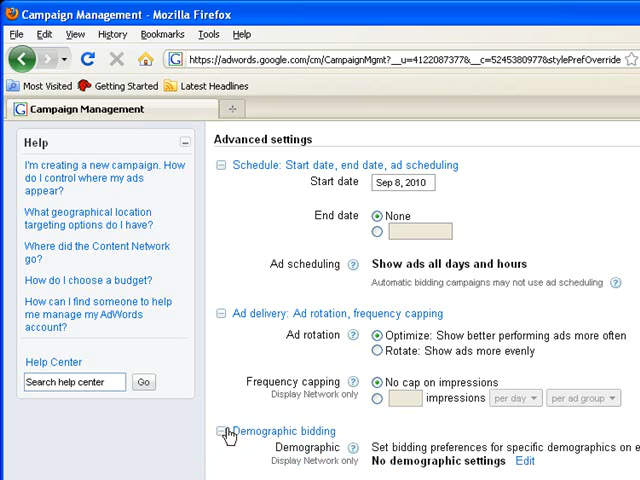 Campaign Management - Mozilla Firefox
File Edit View History Bookmarks Tools Help
https://adwords.google.com/cm/CampaignMgmt?__u=41220873778&__c=524538097&stylePrefOverride
Most Visited Getting Started Latest Headlines
Campaign Management
Help
I'm creating a new campaign. How
do I control where my ads
appear?
What geographical location
targeting options do I have?
Where did the Content Network
go?
How do I choose a budget?
How can I find someone to help
me manage my AdWords
account?
Help Center
Search help center Go
Advanced settings
Schedule: Start date, end date, ad scheduling
Start date Sep 8, 2010
End date None
Ad scheduling ? Show ads all days and hours
Automatic bidding campaigns may not use ad scheduling ?
Ad delivery: Ad rotation, frequency capping
Ad rotation ? Optimize: Show better performing ads more often
Rotate: Show ads more evenly
Frequency capping ? No cap on impressions
Display Network only impressions per day per ad group
Demographic bidding
Demographic ? Set bidding preferences for specific demographics on
Display Network only No demographic settings Edit